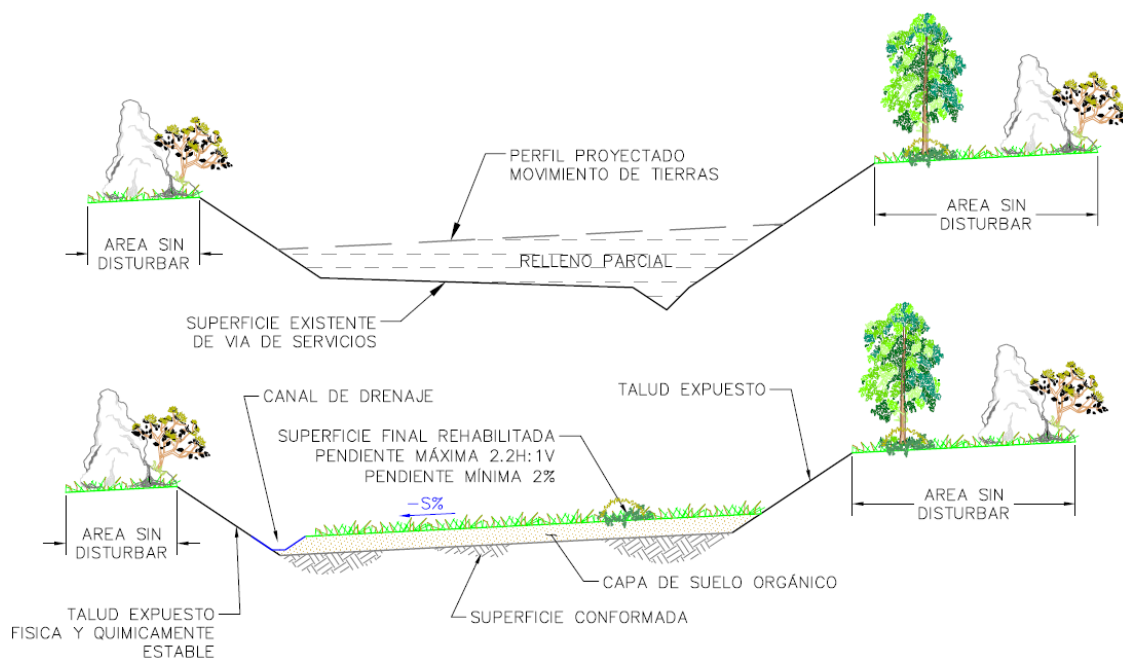 PERFIL PROYECTADO
MOVIMIENTO DE TIERRAS
AREA SIN
DISTURBAR
AREA SIN
DISTURBAR
RELLENO PARCIAL
SUPERFICIE EXISTENTE
DE VIA DE SERVICIOS
CANAL DE DRENAJE
TALUD EXPUESTO
SUPERFICIE FINAL REHABILITADA
PENDIENTE MÁXIMA 2.2H:1V
PENDIENTE MÍNIMA 2%
-S%
AREA SIN
DISTURBAR
AREA SIN
DISTURBAR
CAPA DE SUELO ORGÁNICO
SUPERFICIE CONFORMADA
TALUD EXPUESTO
FISICA Y QUIMICAMENTE
ESTABLE